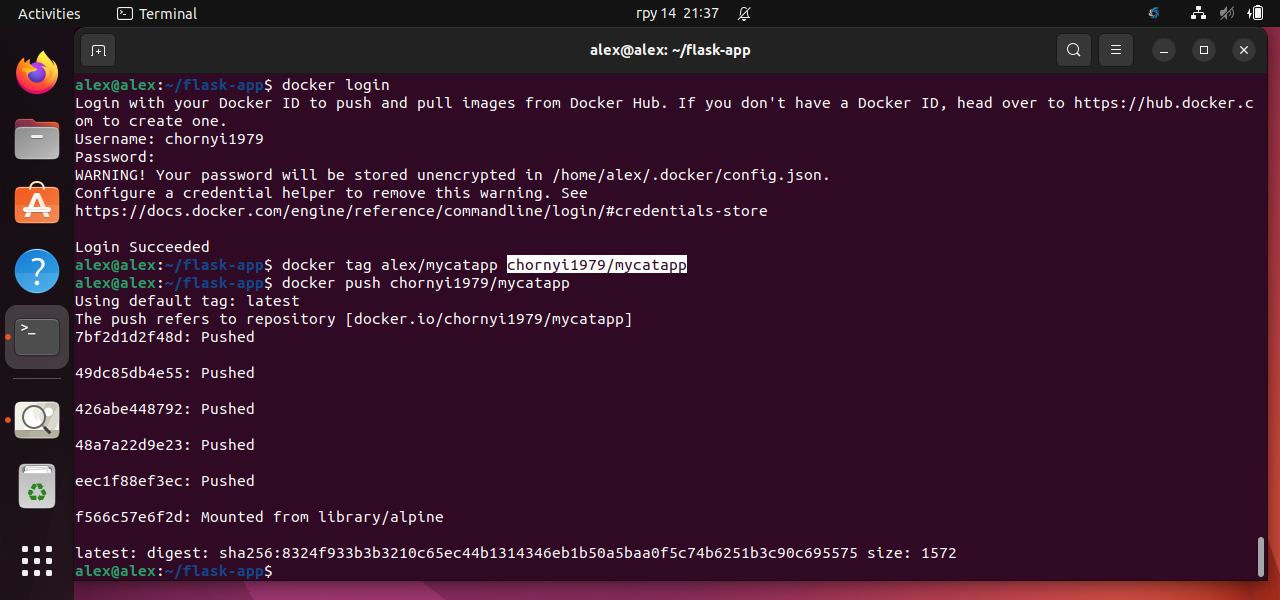 Activities Terminal гру 14 21:37
alex@alex: ~/flask-app
alex@alex:~/flask-app$ docker login
Login with your Docker ID to push and pull images from Docker Hub. If you don't have a Docker ID, head over to https://hub.docker.c
om to create one.
Username: chornyi1979
Password:
WARNING! Your password will be stored unencrypted in /home/alex/.docker/config.json.
Configure a credential helper to remove this warning. See
https://docs.docker.com/engine/reference/commandline/login/#credentials-store
Login Succeeded
alex@alex:~/flask-app$ docker tag alex/mycatapp chornyi1979/mycatapp
alex@alex:~/flask-app$ docker push chornyi1979/mycatapp
Using default tag: latest
The push refers to repository [docker.io/chornyi1979/mycatapp]
7bf2d1d2f48d: Pushed
49dc85db4e55: Pushed
426abe448792: Pushed
48a7a22d9e23: Pushed
eec1f88ef3ec: Pushed
f566c57e6f2d: Mounted from library/alpine
latest: digest: sha256:8324f933b3b3210c65ec44b1314346eb1b50a5baa0f5c74b6251b3c90c695575 size: 1572
alex@alex:~/flask-app$